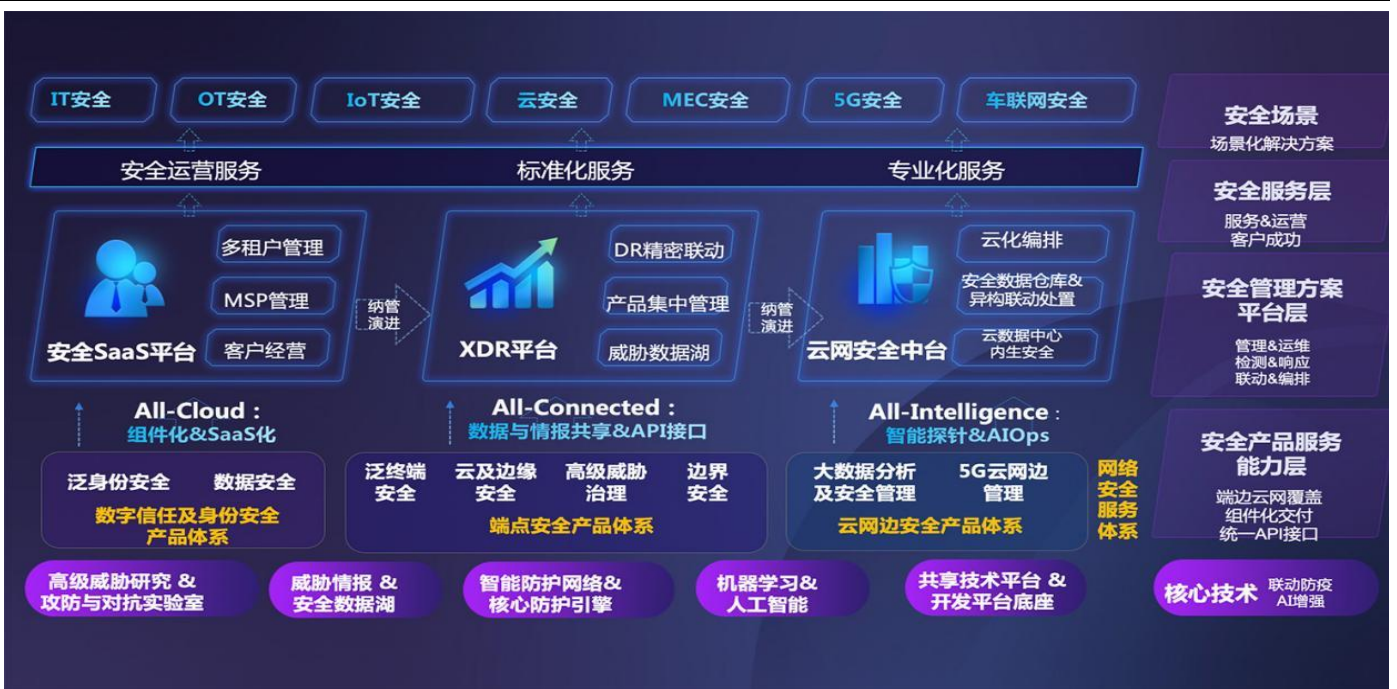 IT安全
OT安全
IoT安全
云安全
MEC安全
5G安全
车联网安全
安全场景
场景化解决方案
安全运营服务
标准化服务
专业化服务
安全服务层
服务&运营
客户成功
安全SaaS平台
多租户管理
MSP管理
客户经营
纳管
演进
XDR平台
DR精密联动
产品集中管理
威胁数据湖
纳管
演进
云网安全中台
云化编排
安全数据仓库&
异构联动处置
云数据中心
内生安全
安全管理方案
平台层
管理&运维
检测&响应
联动&编排
All-Cloud：
组件化&SaaS化
All-Connected：
数据与情报共享&API接口
All-Intelligence：
智能探针&AIOps
泛身份安全
数据安全
数字信任及身份安全
产品体系
泛终端
安全
云及边缘
安全
高级威胁
治理
边界
安全
端点安全产品体系
大数据分析
及安全管理
5G云网边
管理
云网边安全产品体系
网络
安全
服务
体系
安全产品服务
能力层
端边云网覆盖
组件化交付
统一API接口
高级威胁研究 &
攻防与对抗实验室
威胁情报 &
安全数据湖
智能防护网络&
核心防护引擎
机器学习&
人工智能
共享技术平台 &
开发平台底座
核心技术
联动防疫
AI增强